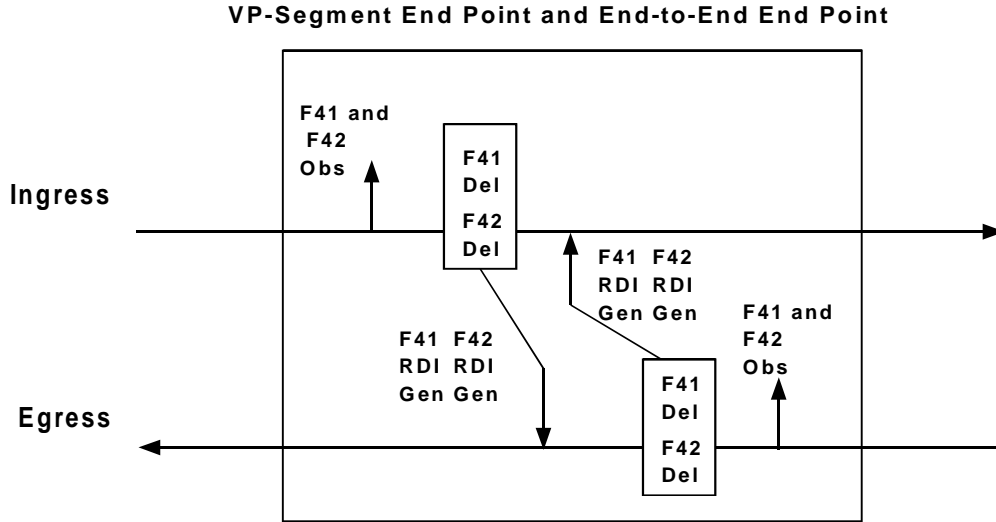 VP-Segment End Point and End-to-End End Point
F41 and
F42
Obs
F41
Del
F42
Del
Ingress
F41 F42
RDI RDI
Gen Gen
F41 and
F42
Obs
F41 F42
RDI RDI
Gen Gen
F41
Del
F42
Del
Egress